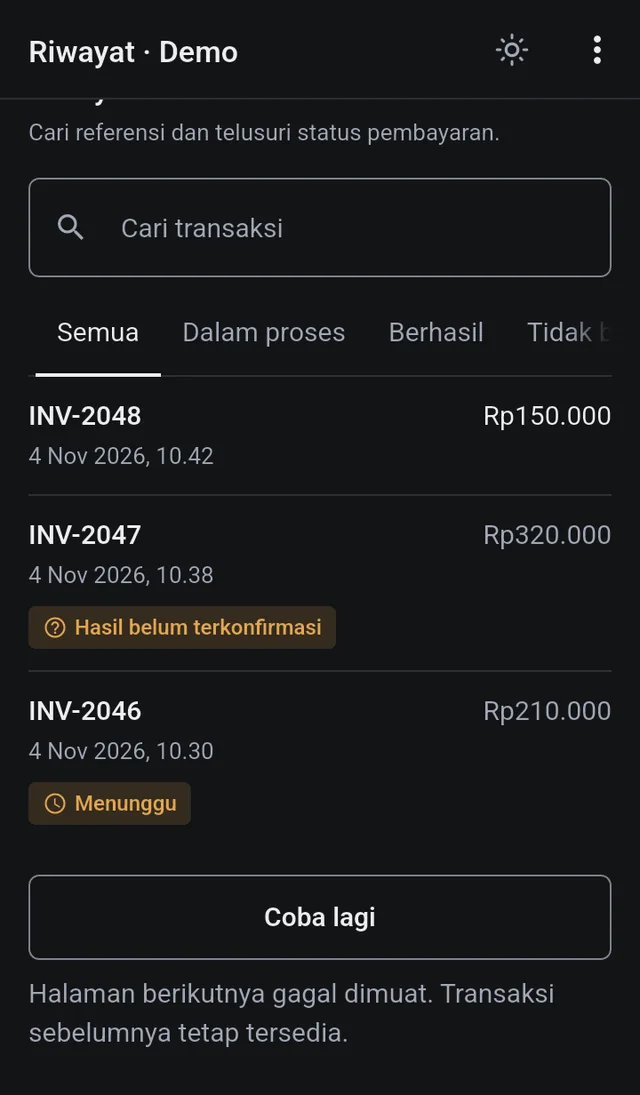 Riwayat · Demo
Cari referensi dan telusuri status pembayaran.
Cari transaksi
Semua Dalam proses Berhasil Tidak
INV-2048 Rp150.000
4 Nov 2026, 10.42
INV-2047 Rp320.000
4 Nov 2026, 10.38
Hasil belum terkonfirmasi
INV-2046 Rp210.000
4 Nov 2026, 10.30
Menunggu
Coba lagi
Halaman berikutnya gagal dimuat. Transaksi
sebelumnya tetap tersedia.